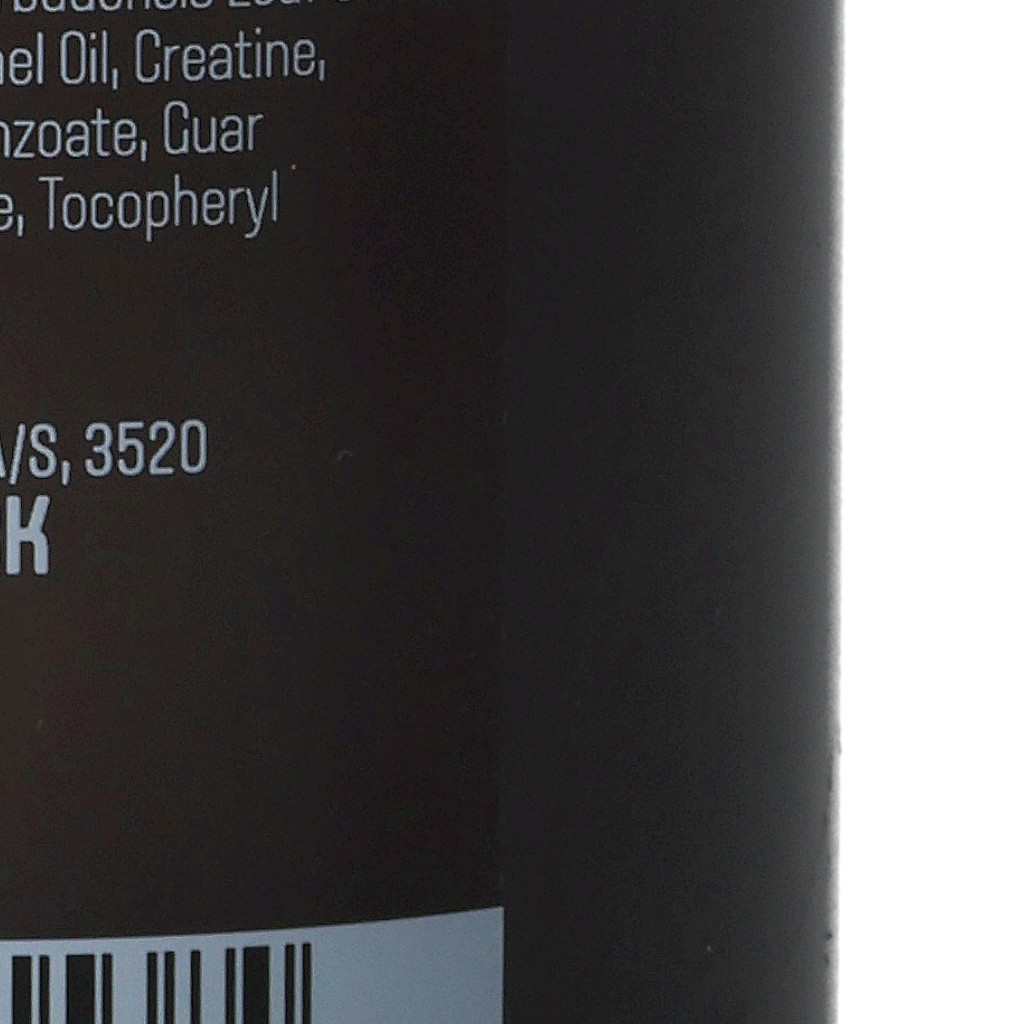 nel Oil, Creatine,
nzoate, Guar
e, Tocopheryl
A/S, 3520
K